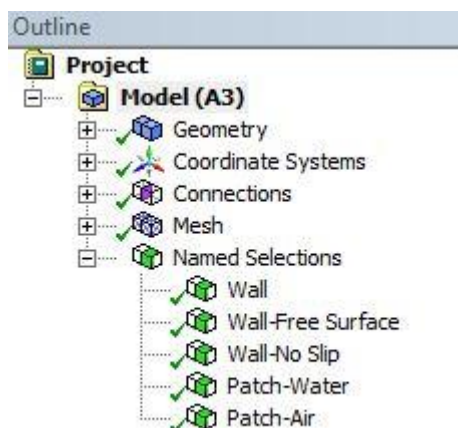 Outline
Project
Model (A3)
Geometry
Coordinate Systems
Connections
Mesh
Named Selections
Wall
Wall-Free Surface
Wall-No Slip
Patch-Water
Patch-Air